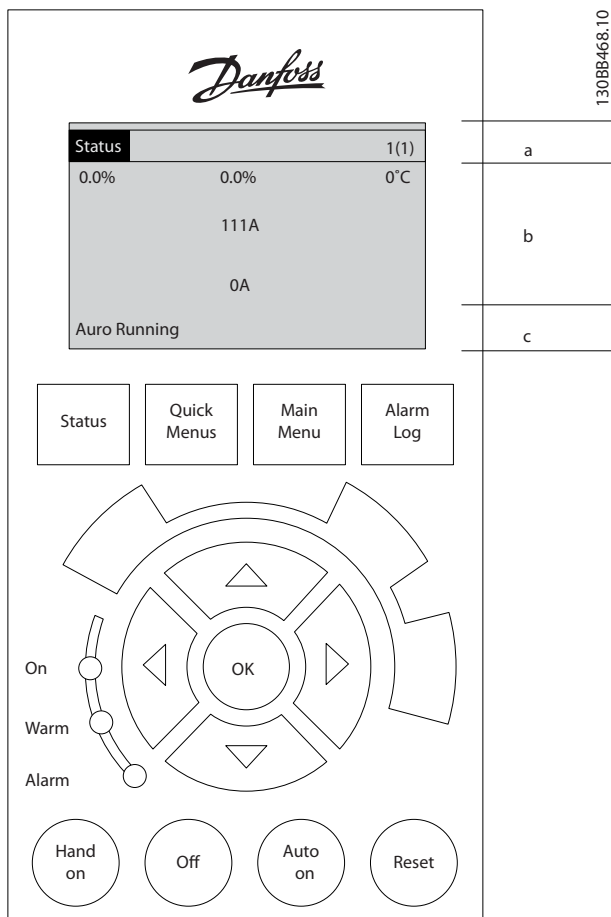 Danfoss
130BB468.10
Status 1(1)
0.0% 0.0% 0°C
111A
0A
Auro Running
a
b
c
Status
Quick
Menus
Main
Menu
Alarm
Log
OK
On
Warm
Alarm
Hand
on
Off
Auto
on
Reset